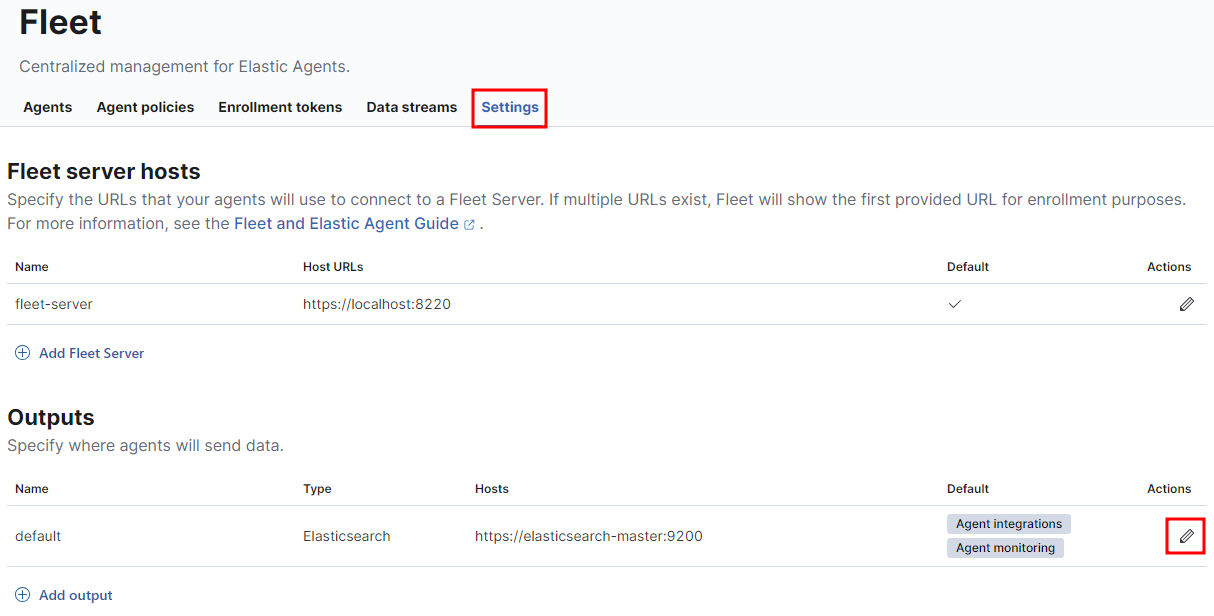 Fleet
Centralized management for Elastic Agents.
Agents Agent policies Enrollment tokens Data streams Settings
Fleet server hosts
Specify the URLs that your agents will use to connect to a Fleet Server. If multiple URLs exist, Fleet will show the first provided URL for enrollment purposes.
For more information, see the Fleet and Elastic Agent Guide .
Name Host URLs Default Actions
fleet-server https://localhost:8220
Add Fleet Server
Outputs
Specify where agents will send data.
Name Type Hosts Default Actions
default Elasticsearch https://elasticsearch-master:9200 Agent integrations
Agent monitoring
Add output